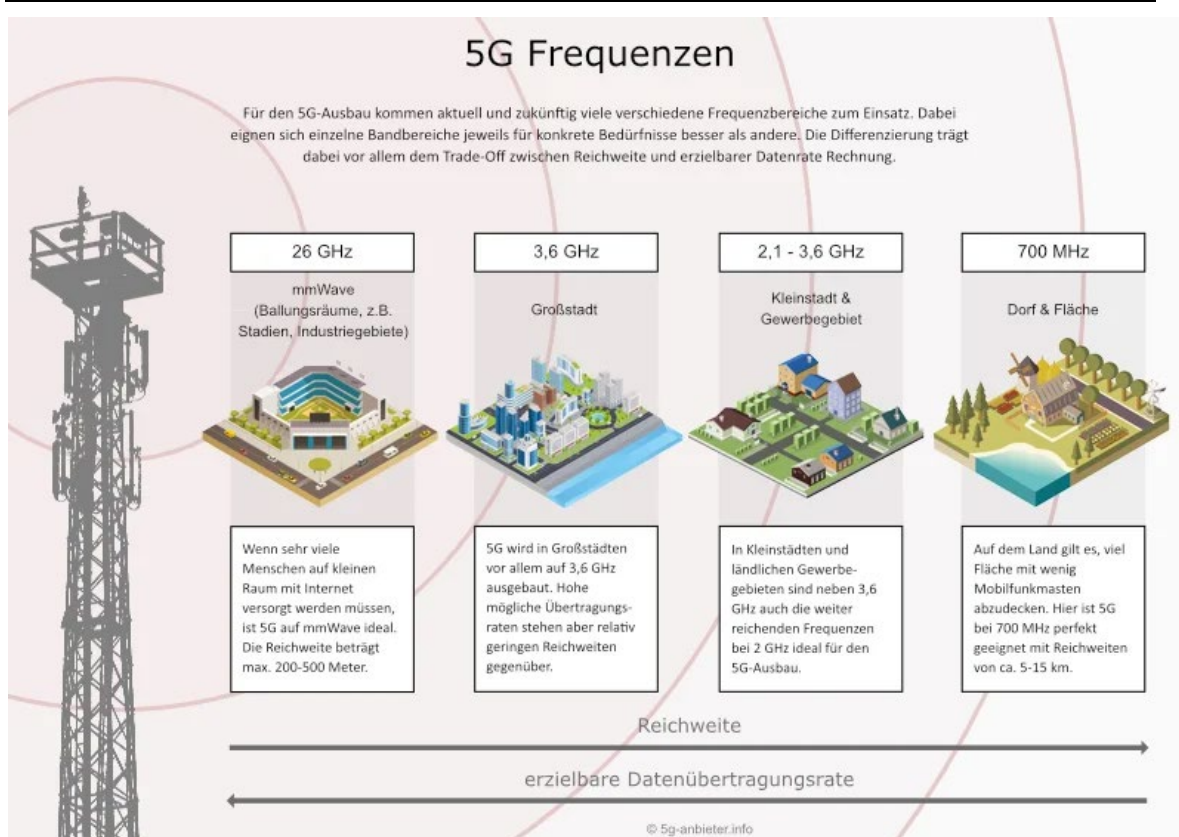 5G Frequenzen
Für den 5G-Ausbau kommen aktuell und zukünftig viele verschiedene Frequenzbereiche zum Einsatz. Dabei
eignen sich einzelne Bandbereiche jeweils für konkrete Bedürfnisse besser als andere. Die Differenzierung trägt
dabei vor allem dem Trade-Off zwischen Reichweite und erzielbarer Datenrate Rechnung.
26 GHz
mmWave
(Ballungsräume, z.B.
Stadien, Industriegebiete)
Wenn sehr viele
Menschen auf kleinen
Raum mit Internet
versorgt werden müssen,
ist 5G auf mmWave ideal.
Die Reichweite beträgt
max. 200-500 Meter.
3,6 GHz
Großstadt
5G wird in Großstädten
vor allem auf 3,6 GHz
ausgebaut. Hohe
mögliche Übertragungs-
raten stehen aber relativ
geringen Reichweiten
gegenüber.
2,1 - 3,6 GHz
Kleinstadt &
Gewerbegebiet
In Kleinstädten und
ländlichen Gewerbe-
gebieten sind neben 3,6
GHz auch die weiter
reichenden Frequenzen
bei 2 GHz ideal für den
5G-Ausbau.
700 MHz
Dorf & Fläche
Auf dem Land gilt es, viel
Fläche mit wenig
Mobilfunkmasten
abzudecken. Hier ist 5G
bei 700 MHz perfekt
geeignet mit Reichweiten
von ca. 5-15 km.
Reichweite
erzielbare Datenübertragungsrate
© 5g-anbieter.info